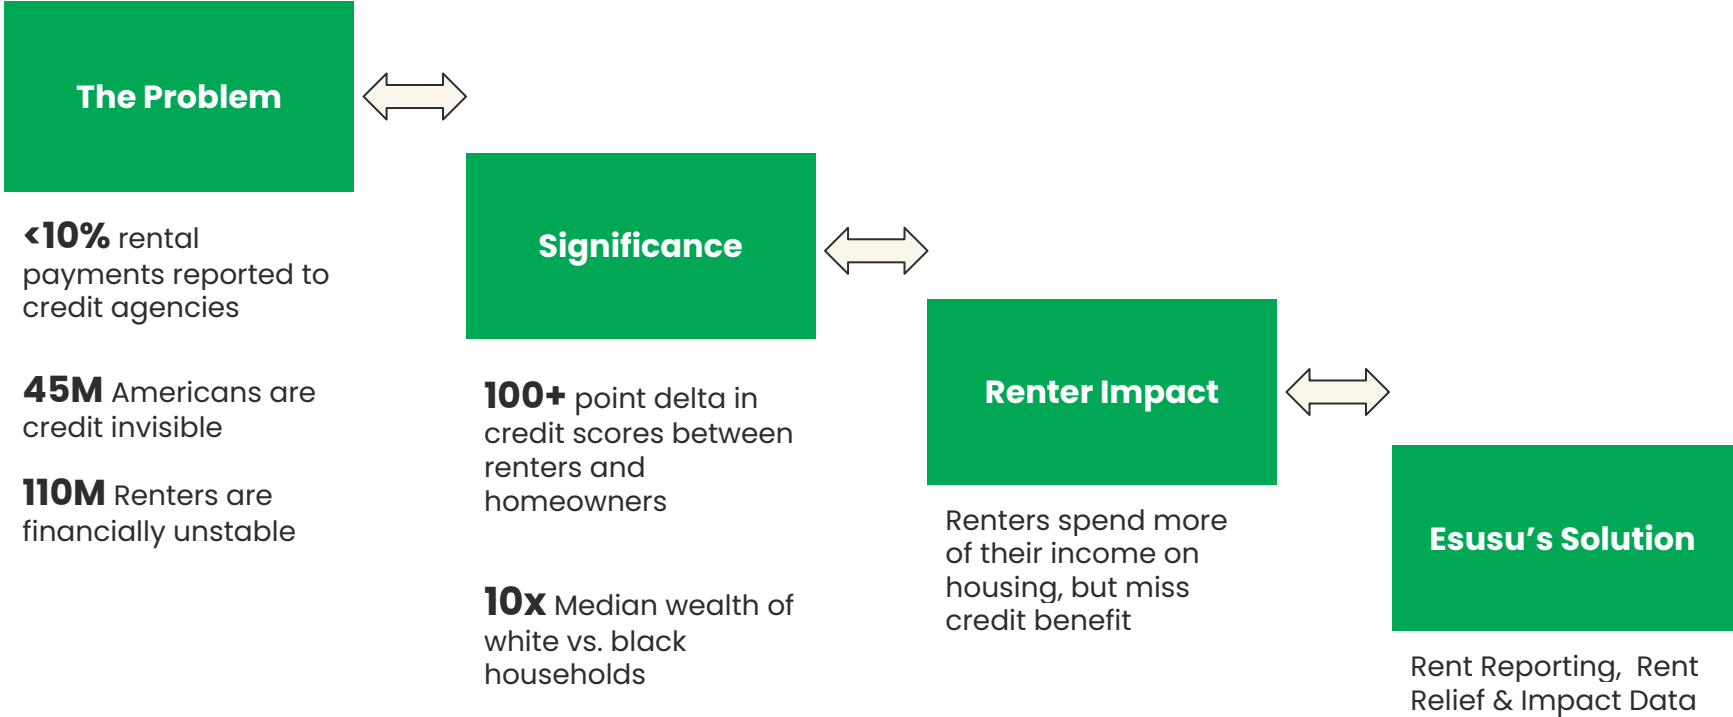 The Problem
<10% rental
payments reported to
credit agencies
45M Americans are
credit invisible
110M Renters are
financially unstable
Significance
100+ point delta in
credit scores between
renters and
homeowners
10x Median wealth of
white vs. black
households
Renter Impact
Renters spend more
of their income on
housing, but miss
credit benefit
Esusu’s Solution
Rent Reporting,  Rent
Relief & Impact Data